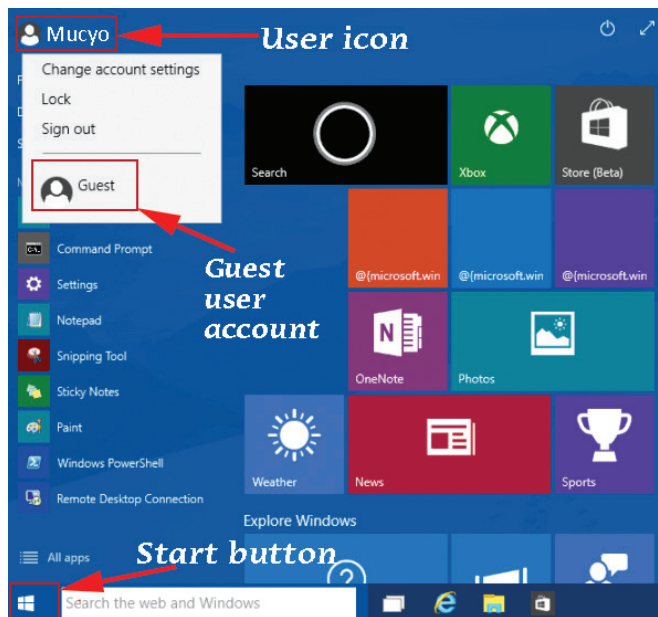 Mucyo
User icon
Change account settings
Lock
Sign out
Guest
Search
Xbox
Store (Beta)
Guest
user
account
@{microsoft.win
@{microsoft.win
@{microsoft.win
Command Prompt
Settings
Notepad
Snipping Tool
Sticky Notes
Paint
Windows PowerShell
Remote Desktop Connection
OneNote
Photos
Weather
News
Sports
Explore Windows
All apps
Start button
Search the web and Windows